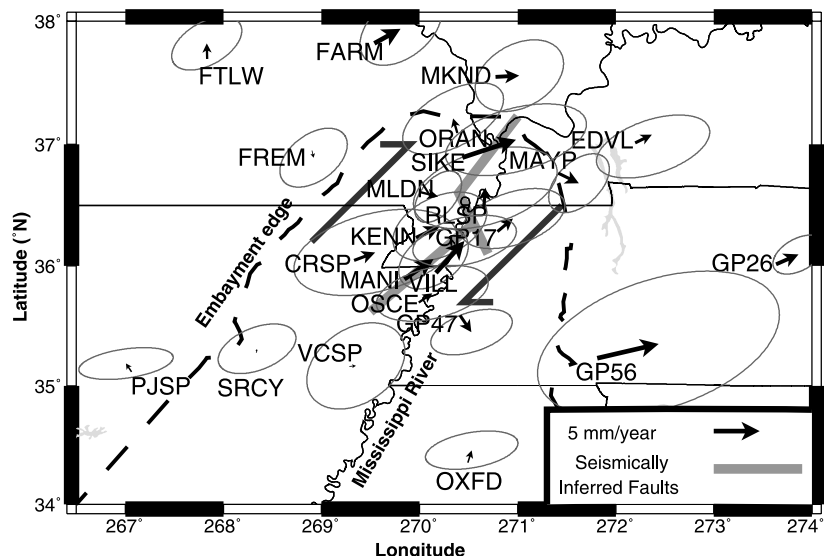 38°
FARM
FTLW
MKND
ORAN
EDVL
37°
FREM
SIKE
MAYP
MLDN
RLSP
KENN
GP17
Embayment edge
CRSP
GP26
36°
MANI
VILL
OSCE
GP47
VCSP
GP56
35°
PJSP
SRCY
Mississippi River
5 mm/year
Seismically
Inferred Faults
OXFD
34°
267°
268°
269°
270°
271°
272°
273°
274°
Latitude (°N)
Longitude